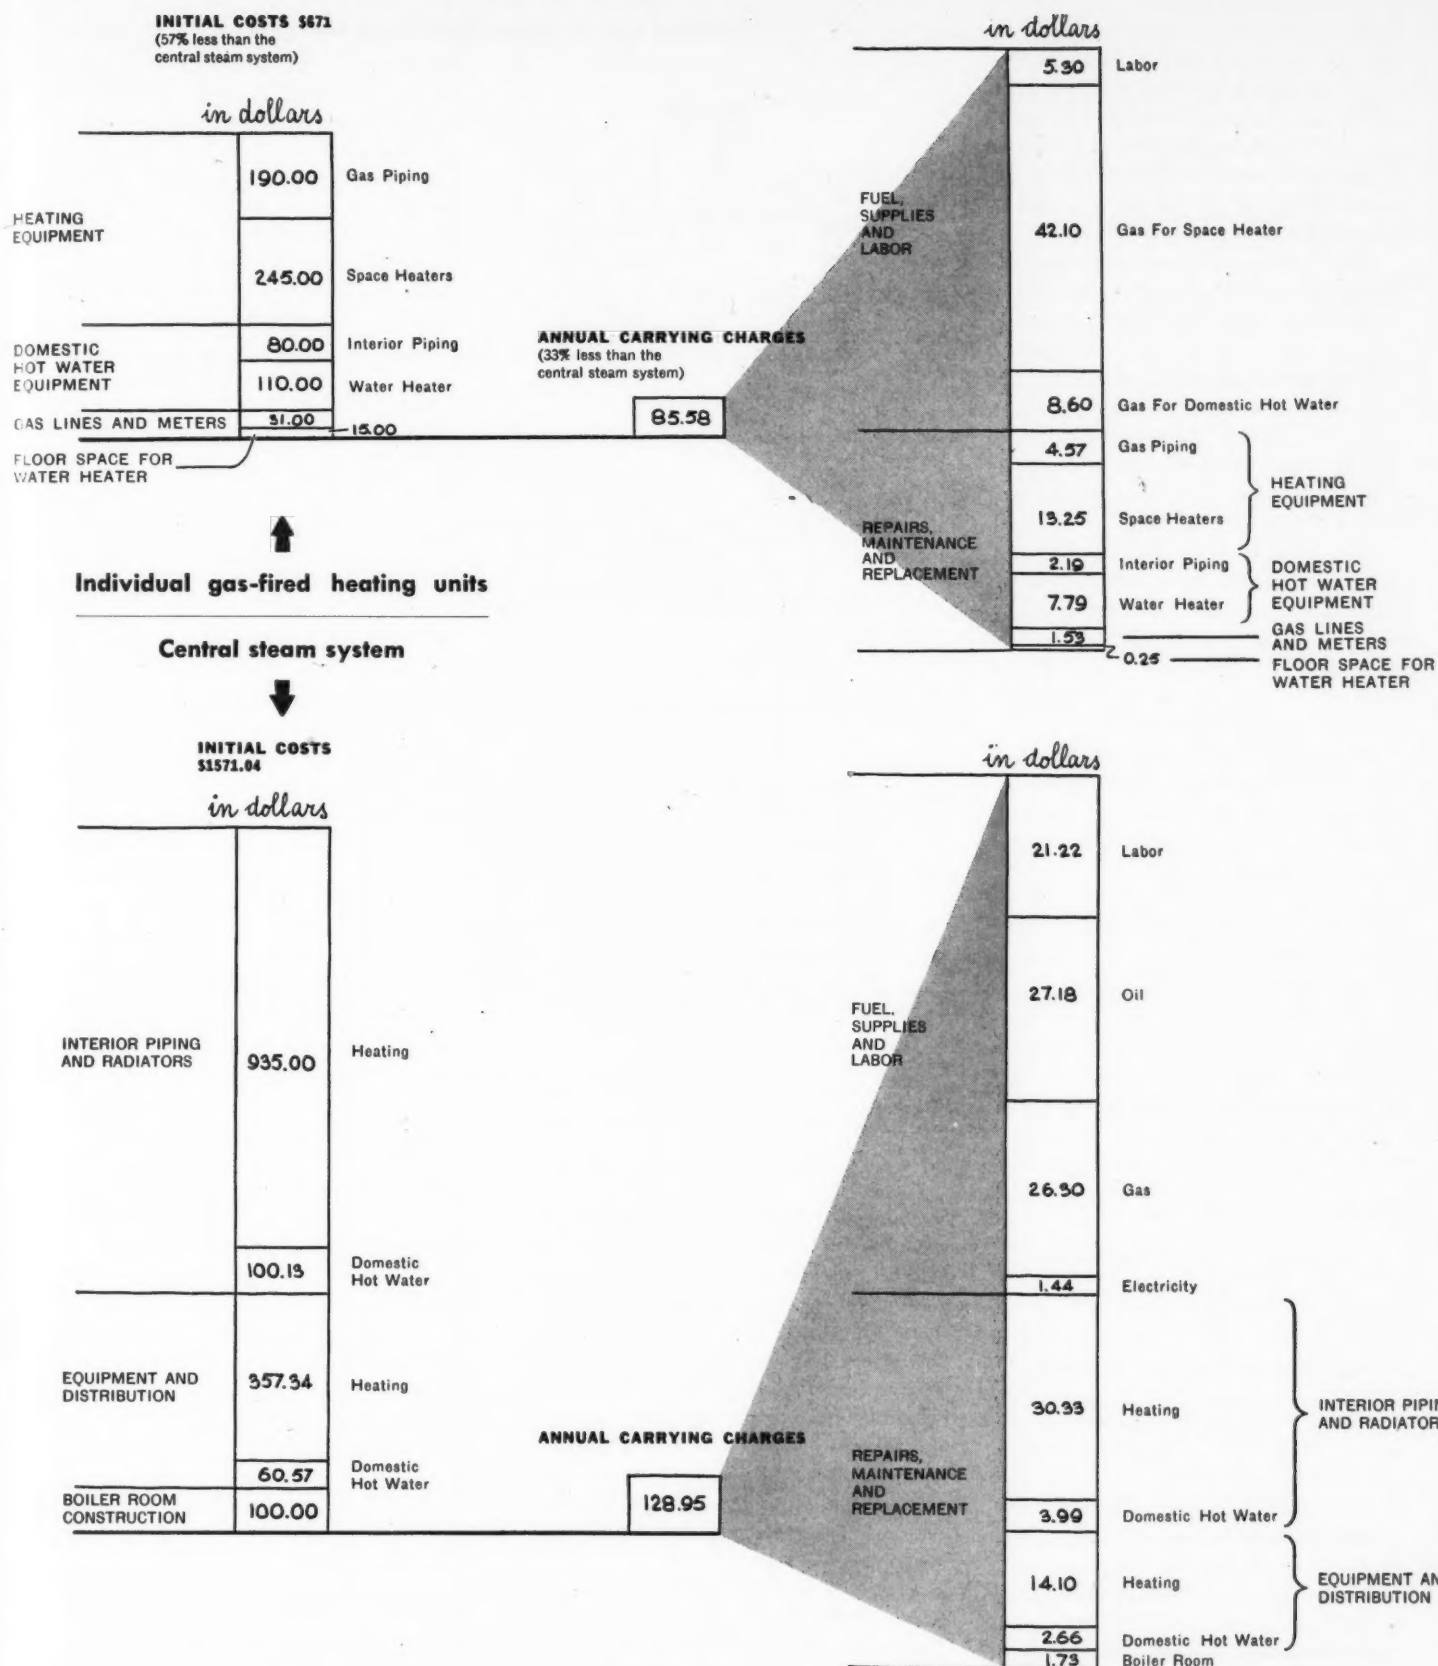 INITIAL COSTS $671
(57% less than the
central steam system)
in dollars
HEATING
EQUIPMENT
190.00 Gas Piping
245.00 Space Heaters
DOMESTIC
HOT WATER
EQUIPMENT
80.00 Interior Piping
110.00 Water Heater
GAS LINES AND METERS 31.00
15.00
FLOOR SPACE FOR
WATER HEATER
ANNUAL CARRYING CHARGES
(33% less than the
central steam system)
85.58
in dollars
FUEL,
SUPPLIES
AND
LABOR
5.30 Labor
42.10 Gas For Space Heater
8.60 Gas For Domestic Hot Water
REPAIRS,
MAINTENANCE
AND
REPLACEMENT
4.57 Gas Piping
13.25 Space Heaters
HEATING
EQUIPMENT
2.19 Interior Piping
7.79 Water Heater
DOMESTIC
HOT WATER
EQUIPMENT
1.53 GAS LINES
AND METERS
0.25 FLOOR SPACE FOR
WATER HEATER
Individual gas-fired heating units
Central steam system
INITIAL COSTS
$1571.04
in dollars
INTERIOR PIPING
AND RADIATORS
935.00 Heating
100.13 Domestic
Hot Water
EQUIPMENT AND
DISTRIBUTION
357.34 Heating
60.57 Domestic
Hot Water
BOILER ROOM
CONSTRUCTION
100.00
ANNUAL CARRYING CHARGES
128.95
in dollars
FUEL,
SUPPLIES
AND
LABOR
21.22 Labor
27.18 Oil
26.30 Gas
1.44 Electricity
REPAIRS,
MAINTENANCE
AND
REPLACEMENT
30.33 Heating
3.99 Domestic Hot Water
INTERIOR PIPIN
AND RADIATOR
14.10 Heating
2.66 Domestic Hot Water
EQUIPMENT AN
DISTRIBUTION
1.73 Boiler Room